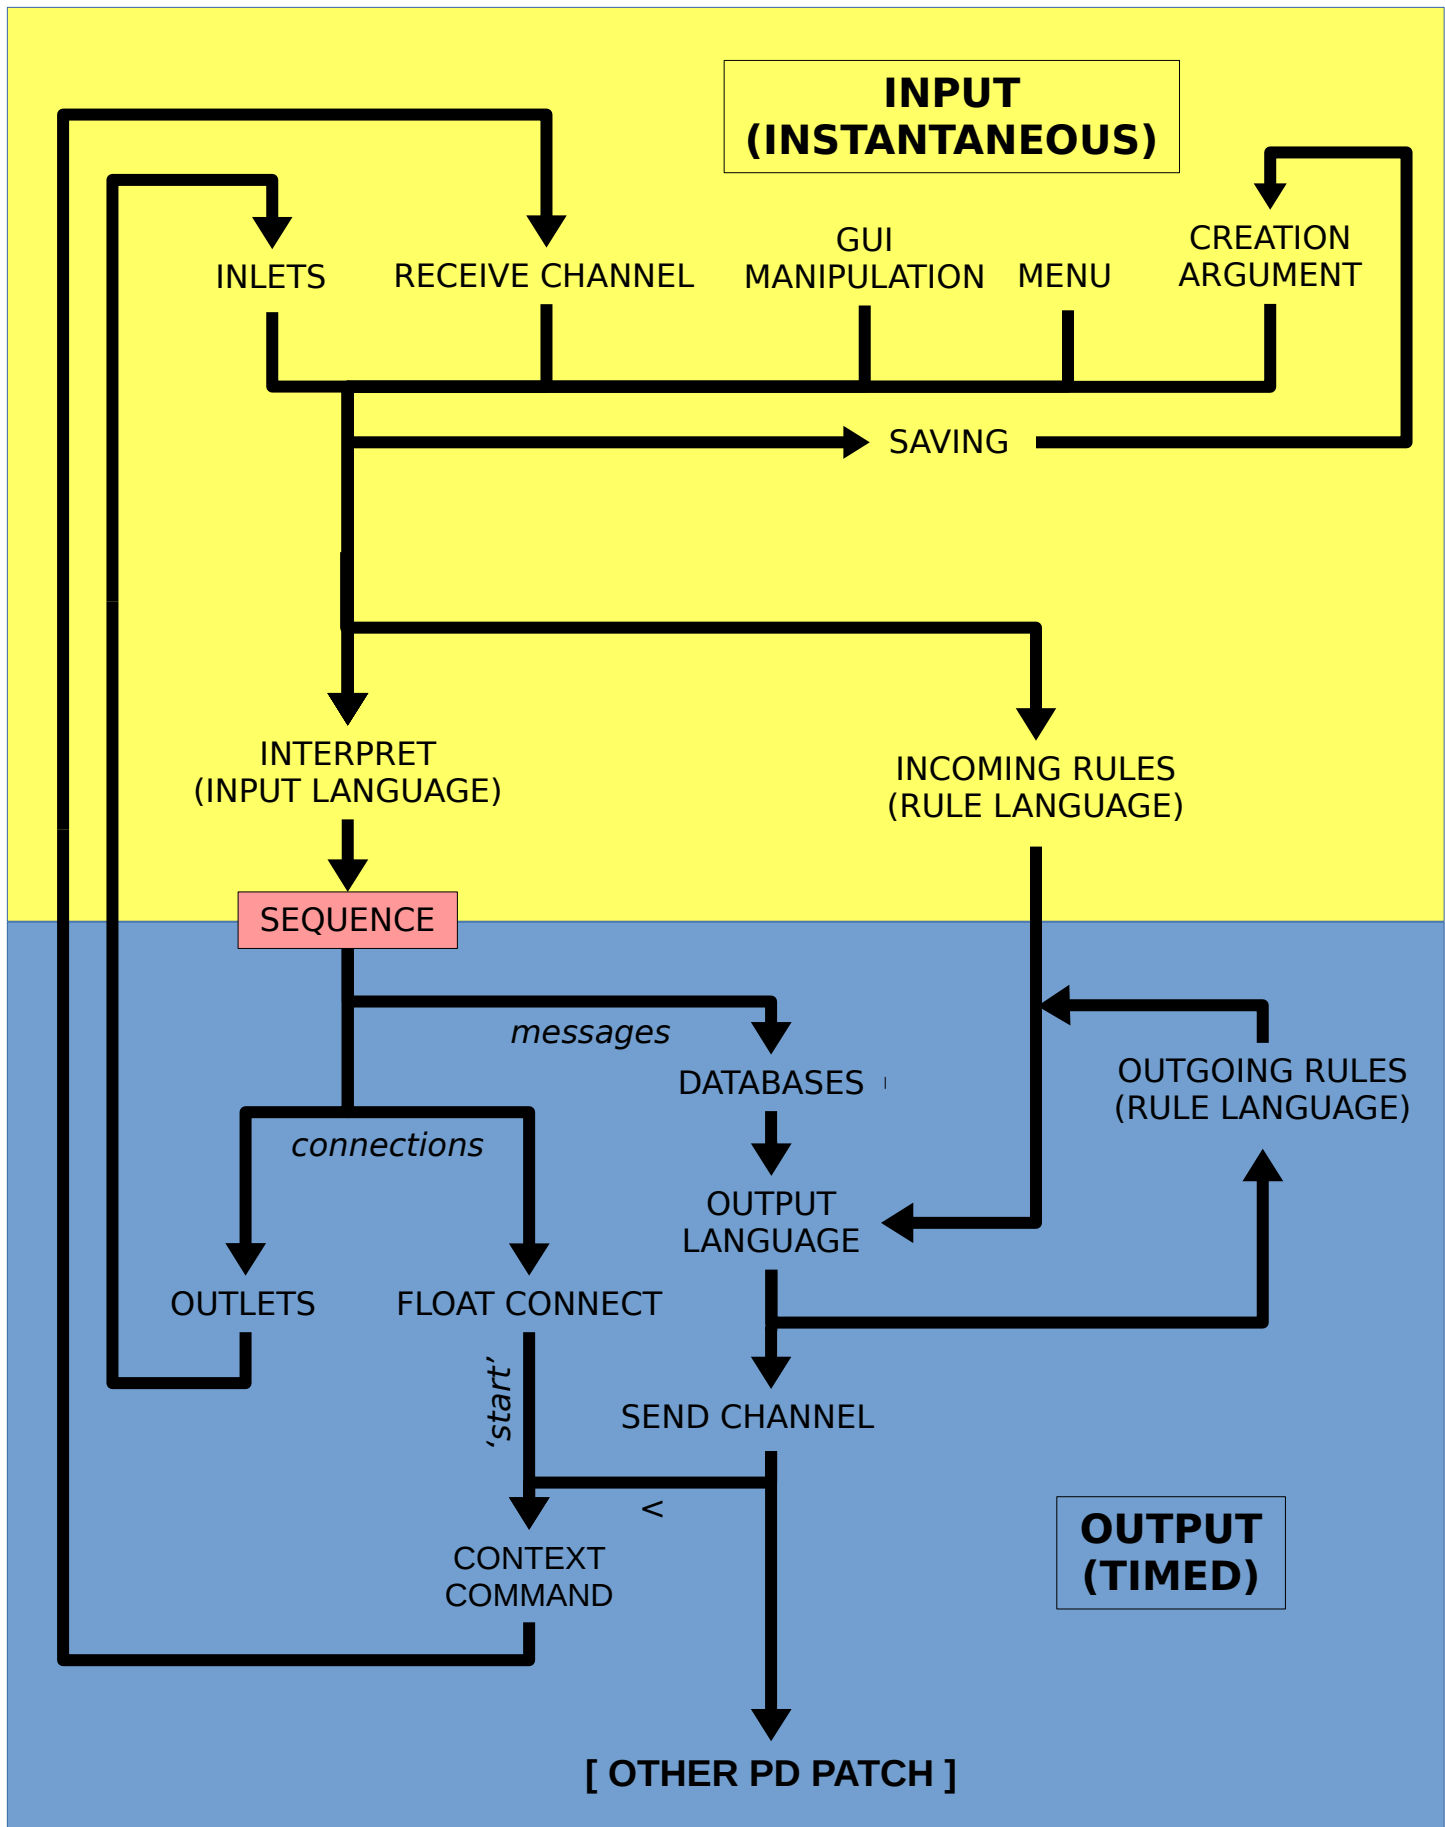 INPUT
(INSTANTANEOUS)
INLETS
RECEIVE CHANNEL
GUI
MANIPULATION
MENU
CREATION
ARGUMENT
SAVING
INTERPRET
(INPUT LANGUAGE)
INCOMING RULES
(RULE LANGUAGE)
SEQUENCE
messages
DATABASES
OUTGOING RULES
(RULE LANGUAGE)
connections
OUTPUT
LANGUAGE
OUTLETS
FLOAT CONNECT
‘start’
SEND CHANNEL
<
CONTEXT
COMMAND
OUTPUT
(TIMED)
[ OTHER PD PATCH ]